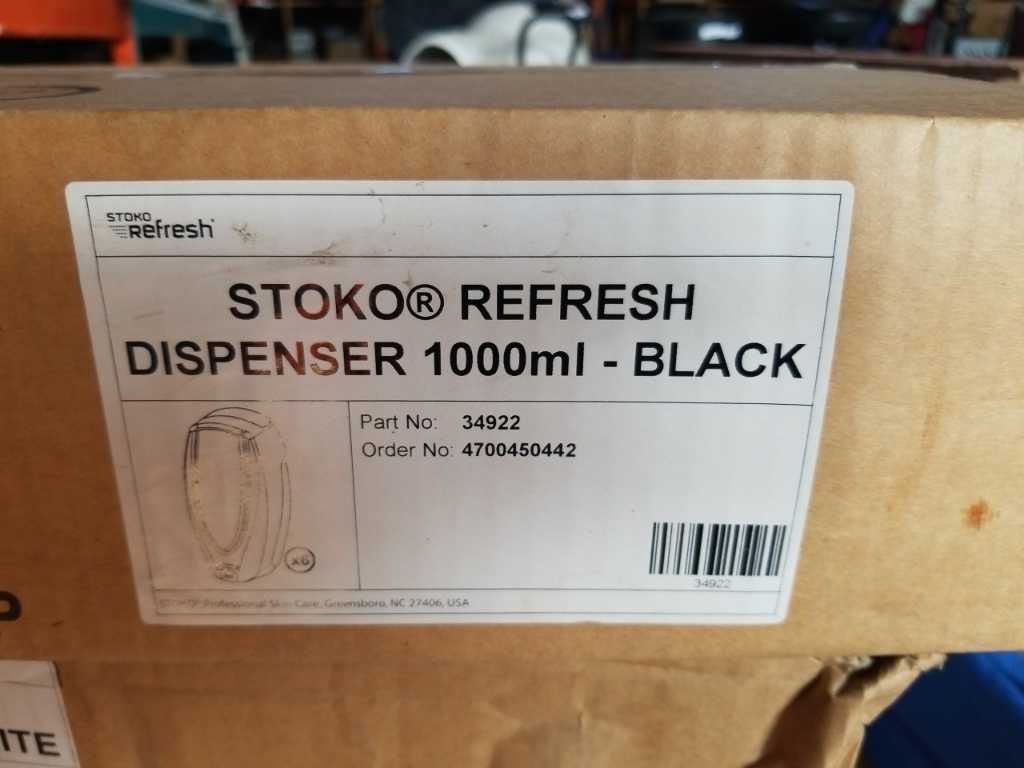 STOKO
Refresh
STOKO® REFRESH
DISPENSER 1000ml - BLACK
Part No: 34922
Order No: 4700450442
x6
34922
STOKO® Professional Skin Care, Greensboro, NC 27406, USA
P
ITE